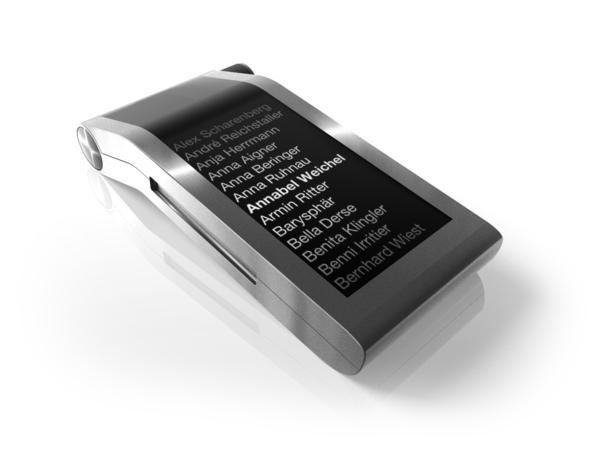 Alex Scharenberg
André Reichstaller
Anja Herrmann
Anna Aigner
Anna Beringer
Anna Ruhnau
Annabel Weichel
Armin Ritter
Barysphär
Bella Derse
Benita Klingler
Benni Irritier
Bernhard Wiest